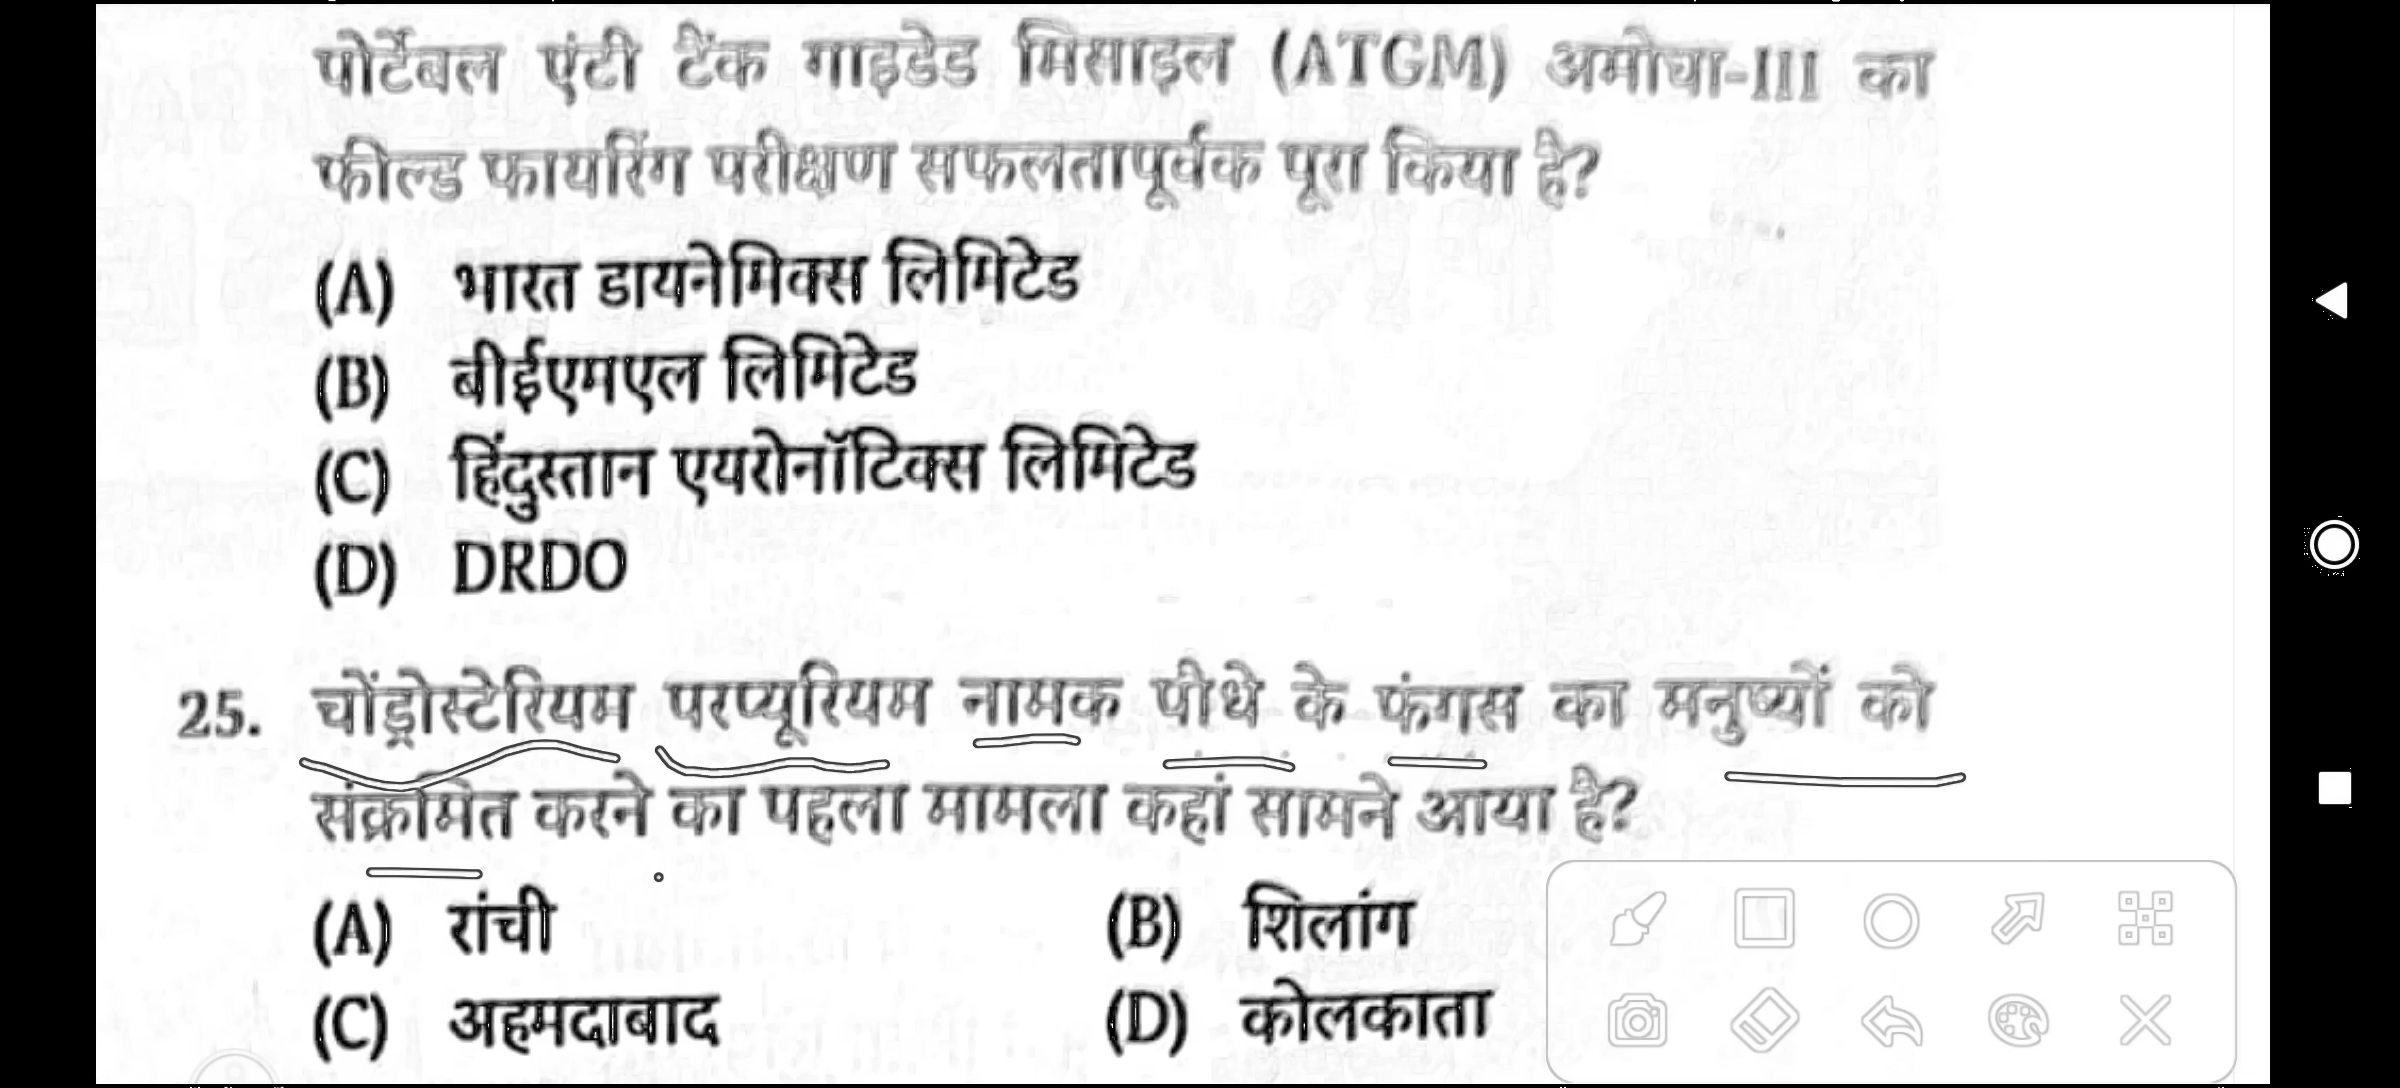 पोर्टेबल एंटी टैंक गाइडेड मिसाइल (ATGM) अमोघा-III का
फील्ड फायरिंग परीक्षण सफलतापूर्वक पूरा किया है?
(A) भारत डायनेमिक्स लिमिटेड
(B) बीईएमएल लिमिटेड
(C) हिंदुस्तान एयरोनॉटिक्स लिमिटेड
(D) DRDO
25. चोंड्रोस्टेरियम परप्यूरियम नामक पौधे के फंगस का मनुष्यों को
संक्रमित करने का पहला मामला कहां सामने आया है?
(A) रांची (B) शिलांग
(C) अहमदाबाद (D) कोलकाता